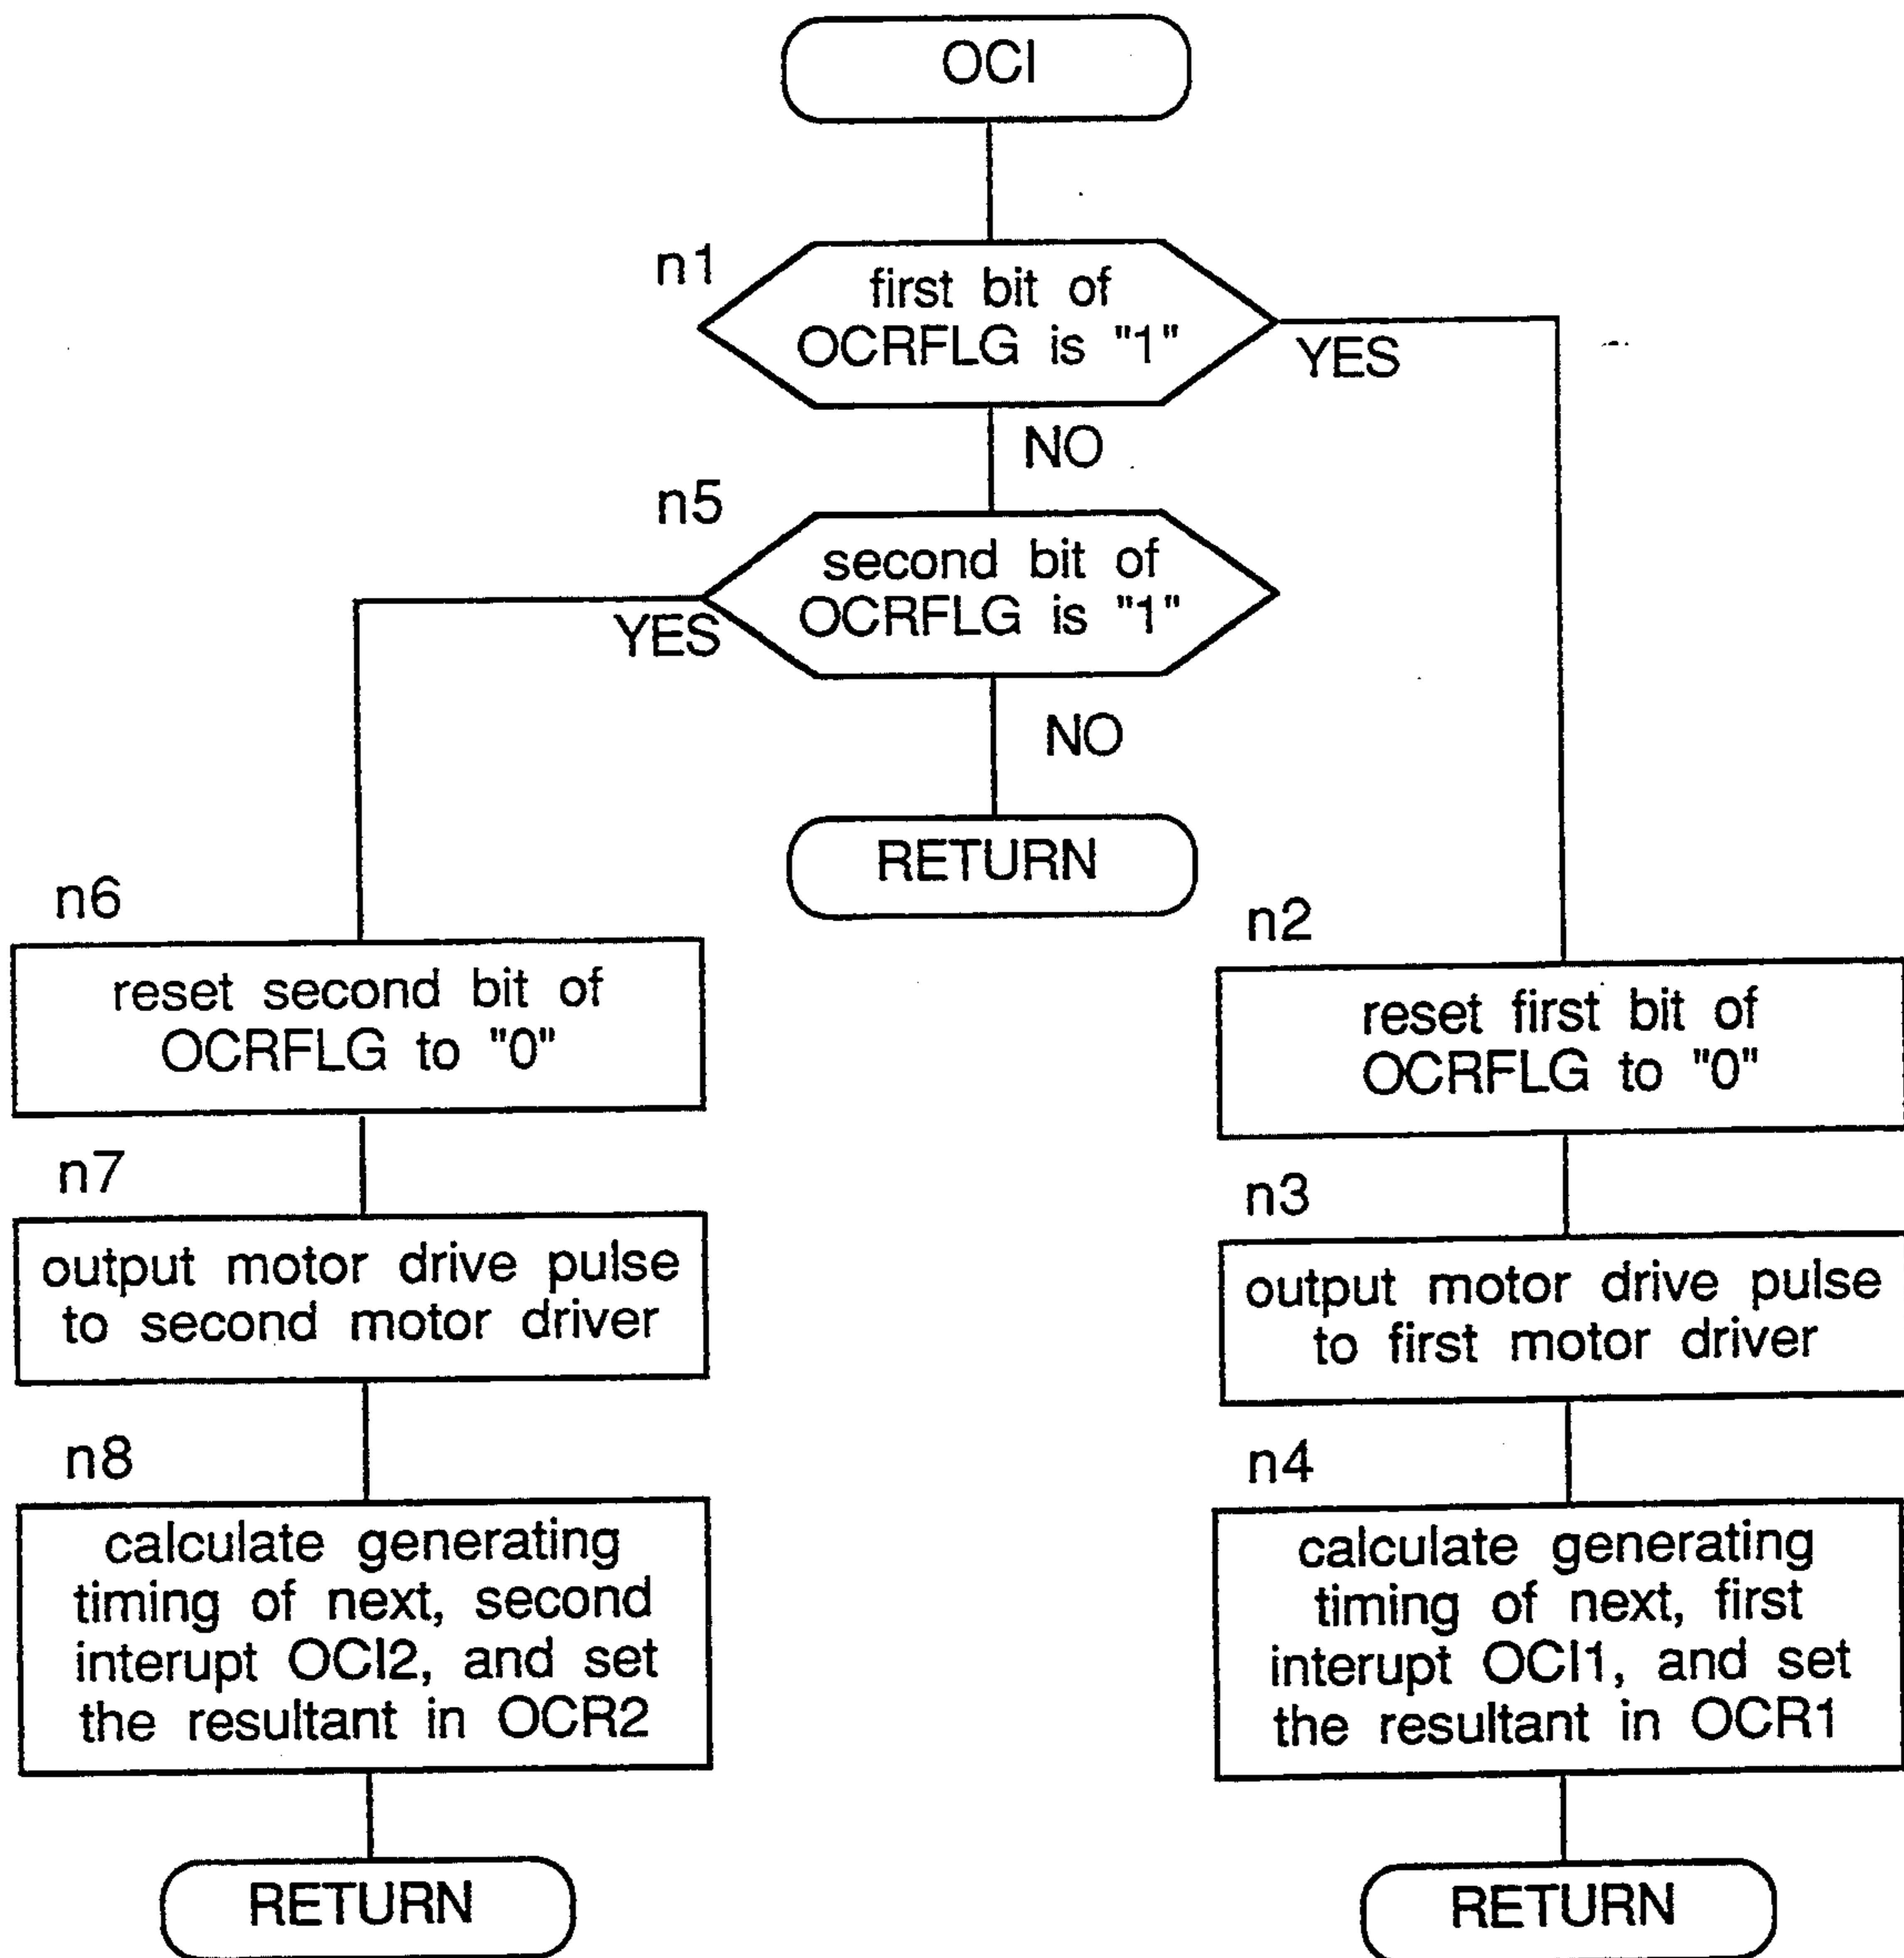 OCI
n1
first bit of
OCRFLG is "1"
YES
NO
n5
second bit of
OCRFLG is "1"
YES
NO
RETURN
n6
reset second bit of
OCRFLG to "0"
n7
output motor drive pulse
to second motor driver
n8
calculate generating
timing of next, second
interupt OCI2, and set
the resultant in OCR2
RETURN
n2
reset first bit of
OCRFLG to "0"
n3
output motor drive pulse
to first motor driver
n4
calculate generating
timing of next, first
interupt OCI1, and set
the resultant in OCR1
RETURN